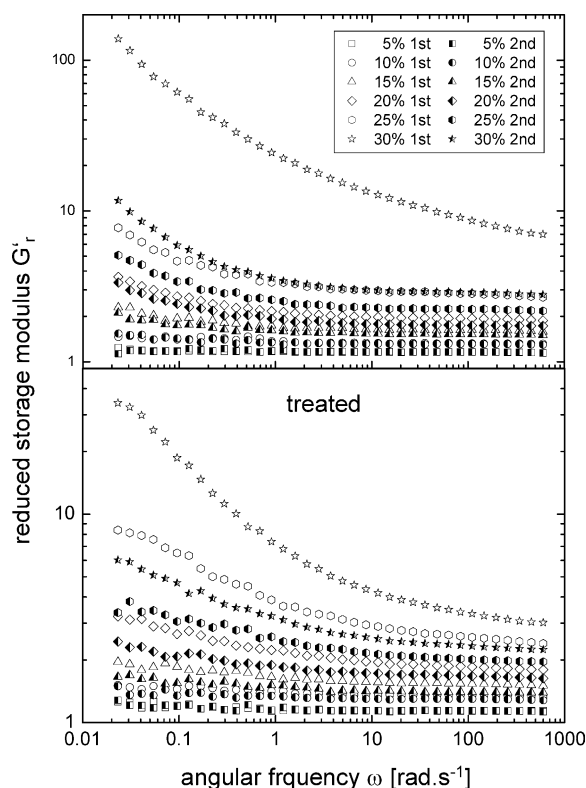 100
5% 1st 5% 2nd
10% 1st 10% 2nd
15% 1st 15% 2nd
20% 1st 20% 2nd
25% 1st 25% 2nd
30% 1st 30% 2nd
10
1
reduced storage modulus G'r
treated
10
1
0.01 0.1 1 10 100 1000
angular frquency ω [rad.s-1]